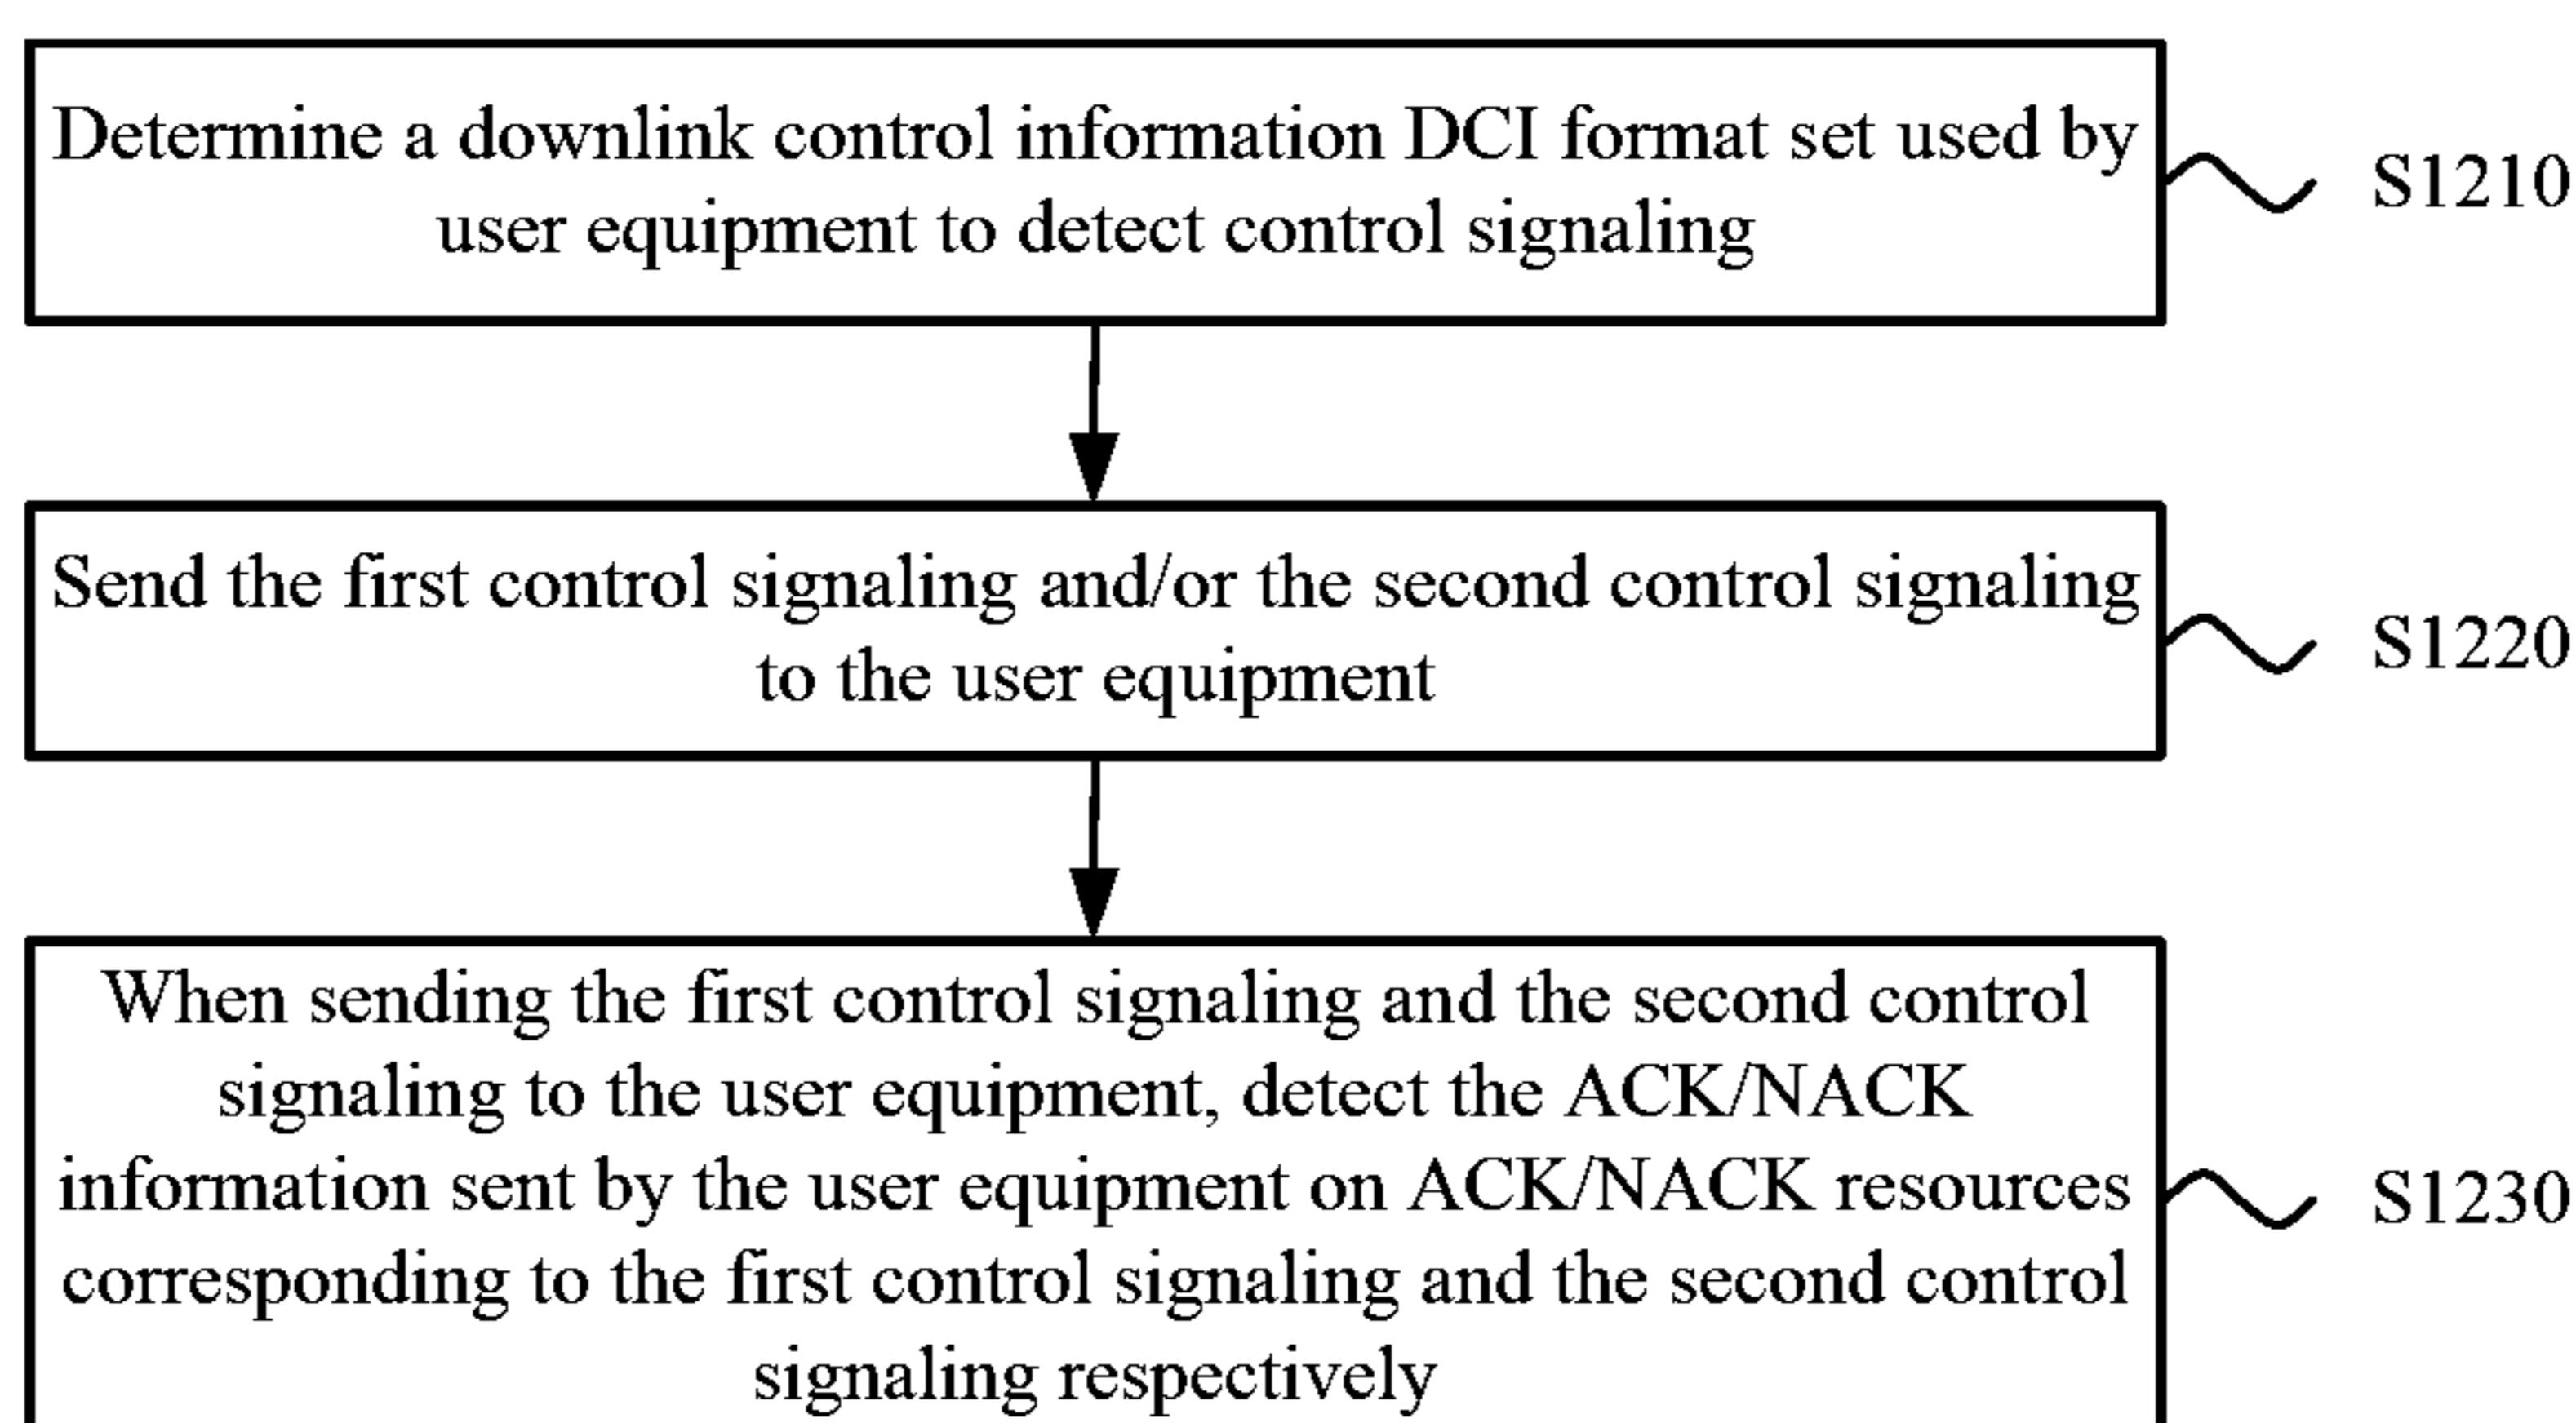 Determine a downlink control information DCI format set used by
user equipment to detect control signaling
S1210
Send the first control signaling and/or the second control signaling
to the user equipment
S1220
When sending the first control signaling and the second control
signaling to the user equipment, detect the ACK/NACK
information sent by the user equipment on ACK/NACK resources
corresponding to the first control signaling and the second control
signaling respectively
S1230